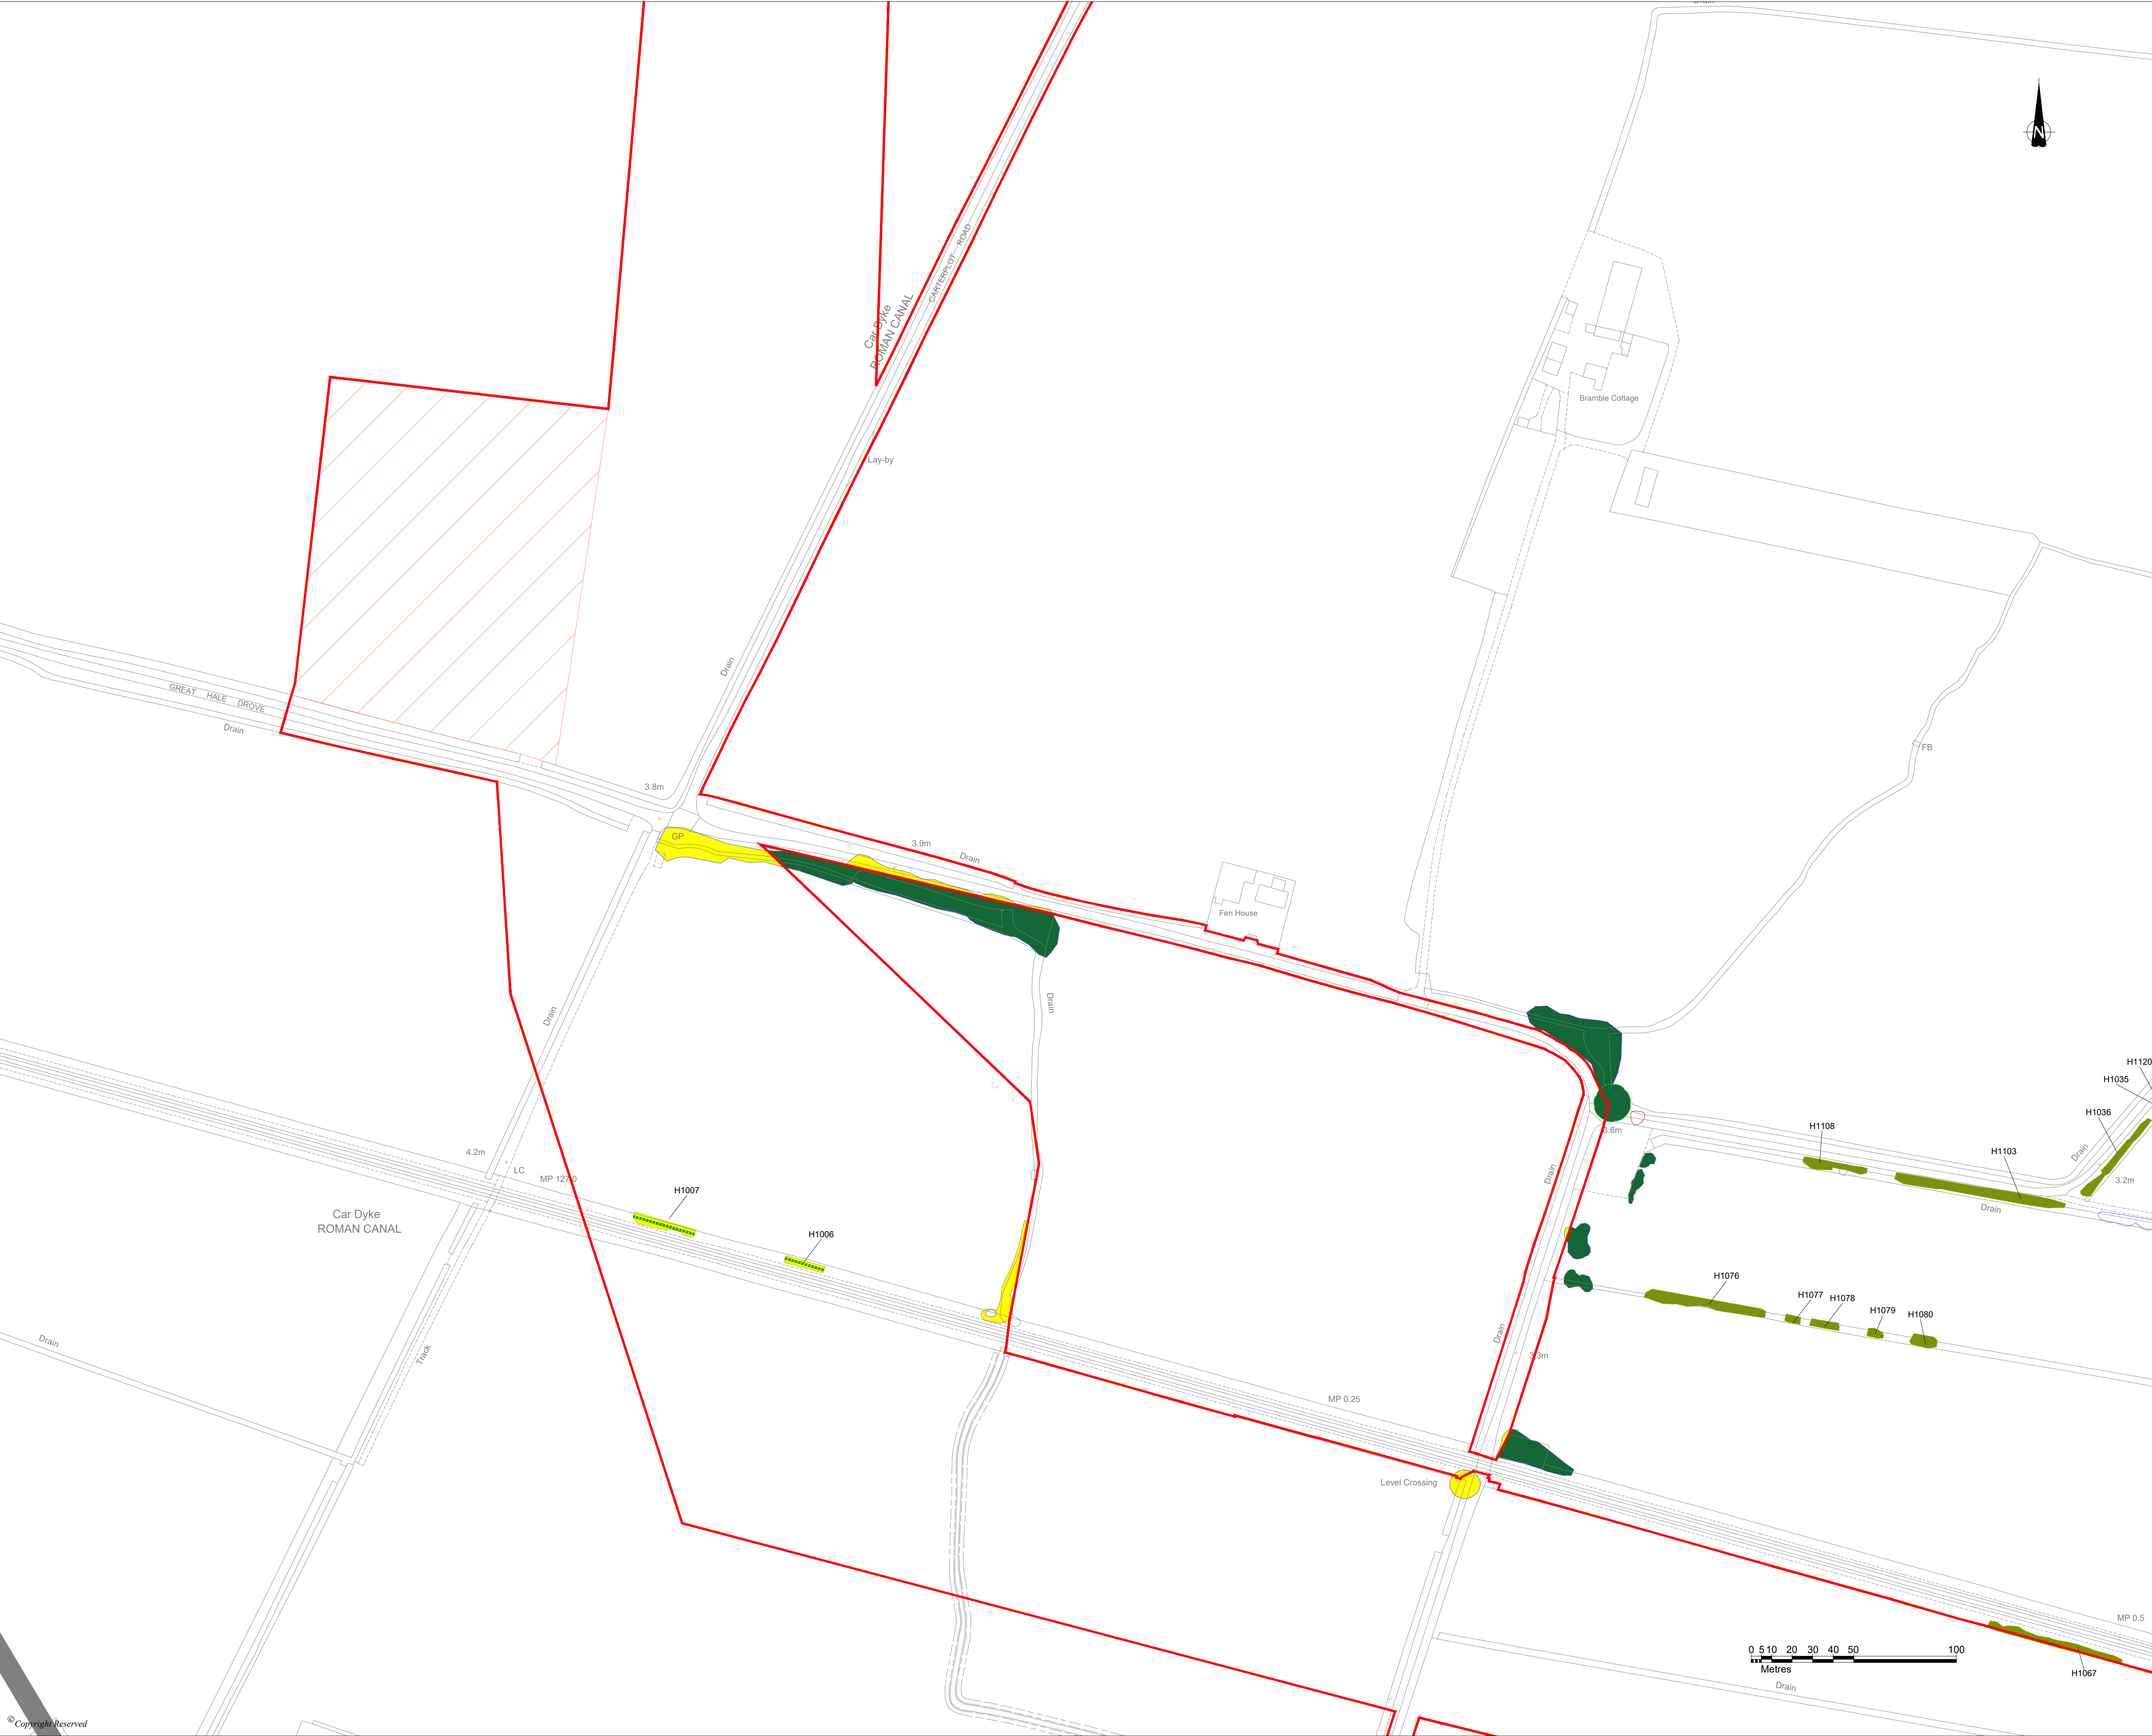 Drain
N
CARTERPLOT ROAD
Car Dyke
ROMAN CANAL
Bramble Cottage
Lay-by
Drain
GREAT HALE DROVE
Drain
FB
3.8m
GP
3.9m
Drain
Fen House
Drain
Drain
H1120
H1035
H1036
H1108
3.6m
H1103
Drain
3.2m
Drain
4.2m
LC
MP 127.0
H1007
Car Dyke
ROMAN CANAL
H1006
Drain
H1076
H1077
H1078
H1079
H1080
Drain
Track
Drain
3.3m
MP 0.25
Level Crossing
MP 0.5
0 5 10 20 30 40 50 100
Metres
H1067
Drain
© Copyright Reserved